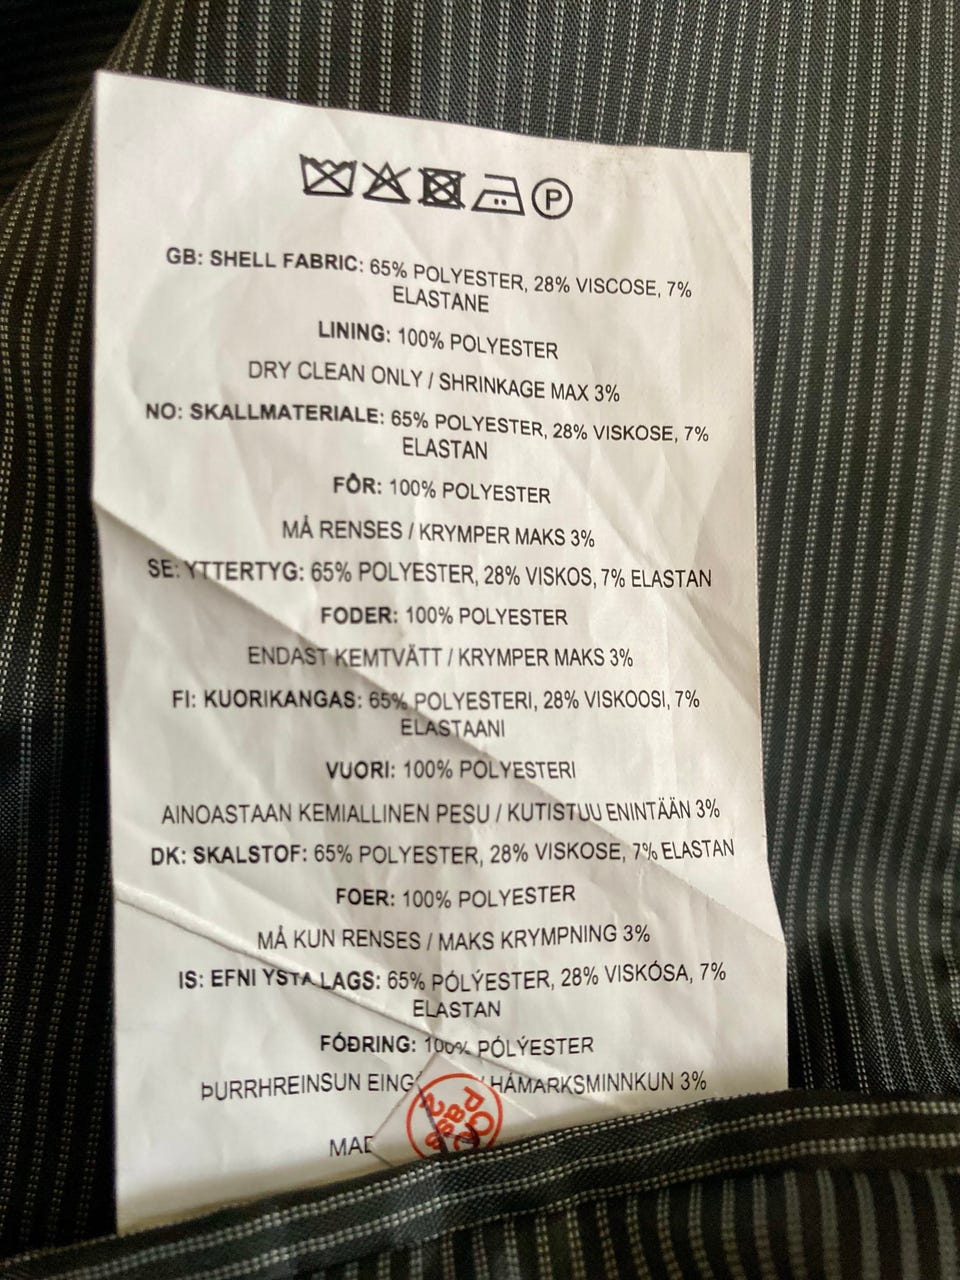 P
GB: SHELL FABRIC: 65% POLYESTER, 28% VISCOSE, 7%
ELASTANE
LINING: 100% POLYESTER
DRY CLEAN ONLY / SHRINKAGE MAX 3%
NO: SKALLMATERIALE: 65% POLYESTER, 28% VISKOSE, 7%
ELASTAN
FÔR: 100% POLYESTER
MÅ RENSES / KRYMPER MAKS 3%
SE: YTTERTYG: 65% POLYESTER, 28% VISKOS, 7% ELASTAN
FODER: 100% POLYESTER
ENDAST KEMTVÄTT / KRYMPER MAKS 3%
FI: KUORIKANGAS: 65% POLYESTERI, 28% VISKOOSI, 7%
ELASTAANI
VUORI: 100% POLYESTERI
AINOASTAAN KEMIALLINEN PESU / KUTISTUU ENINTÄÄN 3%
DK: SKALSTOF: 65% POLYESTER, 28% VISKOSE, 7% ELASTAN
FOER: 100% POLYESTER
MÅ KUN RENSES / MAKS KRYMPNING 3%
IS: EFNI YSTA LAGS: 65% PÓLÝESTER, 28% VISKÓSA, 7%
ELASTAN
FÓÐRING: 100% PÓLÝESTER
ÞURRHREINSUN HÁMARKSMINNKUN 3%